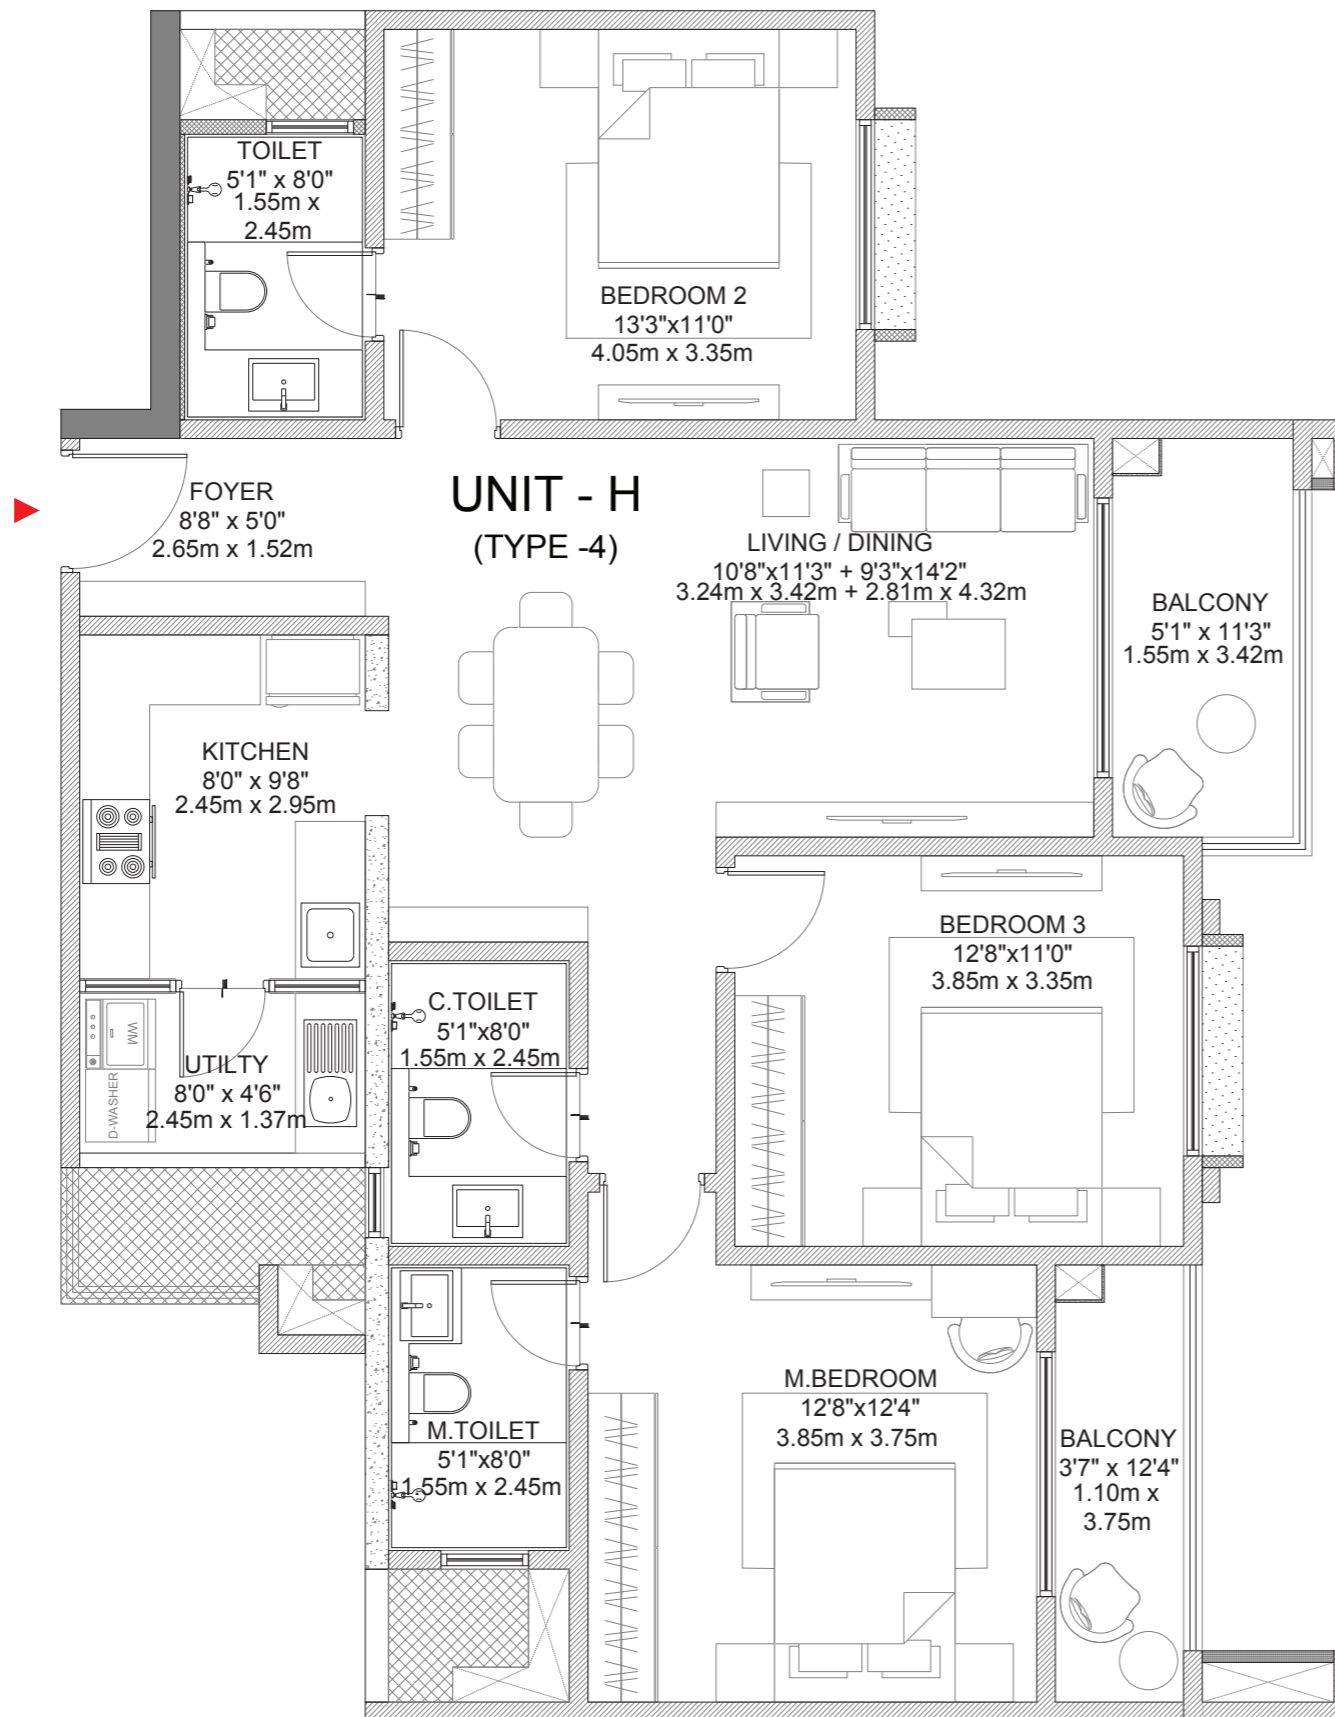 TOILET
5'1" x 8'0"
1.55m x
2.45m
BEDROOM 2
13'3"x11'0"
4.05m x 3.35m
FOYER
8'8" x 5'0"
2.65m x 1.52m
UNIT - H
(TYPE -4)
LIVING / DINING
10'8"x11'3" + 9'3"x14'2"
3.24m x 3.42m + 2.81m x 4.32m
BALCONY
5'1" x 11'3"
1.55m x 3.42m
KITCHEN
8'0" x 9'8"
2.45m x 2.95m
BEDROOM 3
12'8"x11'0"
3.85m x 3.35m
C.TOILET
5'1"x8'0"
1.55m x 2.45m
WM
UTILTY
8'0" x 4'6"
2.45m x 1.37m
D-WASHER
M.BEDROOM
12'8"x12'4"
3.85m x 3.75m
M.TOILET
5'1"x8'0"
1.55m x 2.45m
BALCONY
3'7" x 12'4"
1.10m x
3.75m